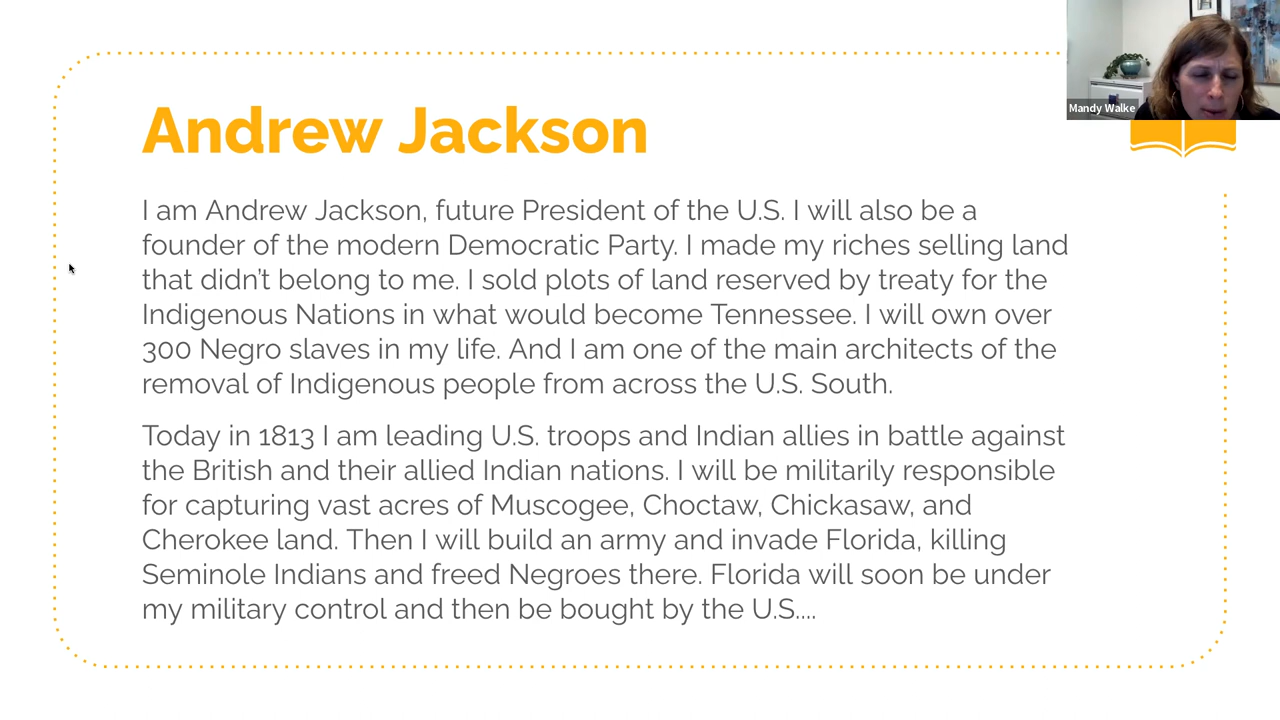 Andrew Jackson
Mandy Walke
I am Andrew Jackson, future President of the U.S. I will also be a
founder of the modern Democratic Party. I made my riches selling land
that didn't belong to me. I sold plots of land reserved by treaty for the
Indigenous Nations in what would become Tennessee. I will own over
300 Negro slaves in my life. And I am one of the main architects of the
removal of Indigenous people from across the U.S. South.
Today in 1813 I am leading U.S. troops and Indian allies in battle against
the British and their allied Indian nations. I will be militarily responsible
for capturing vast acres of Muscogee, Choctaw, Chickasaw, and
Cherokee land. Then I will build an army and invade Florida, killing
Seminole Indians and freed Negroes there. Florida will soon be under
my military control and then be bought by the U.S....